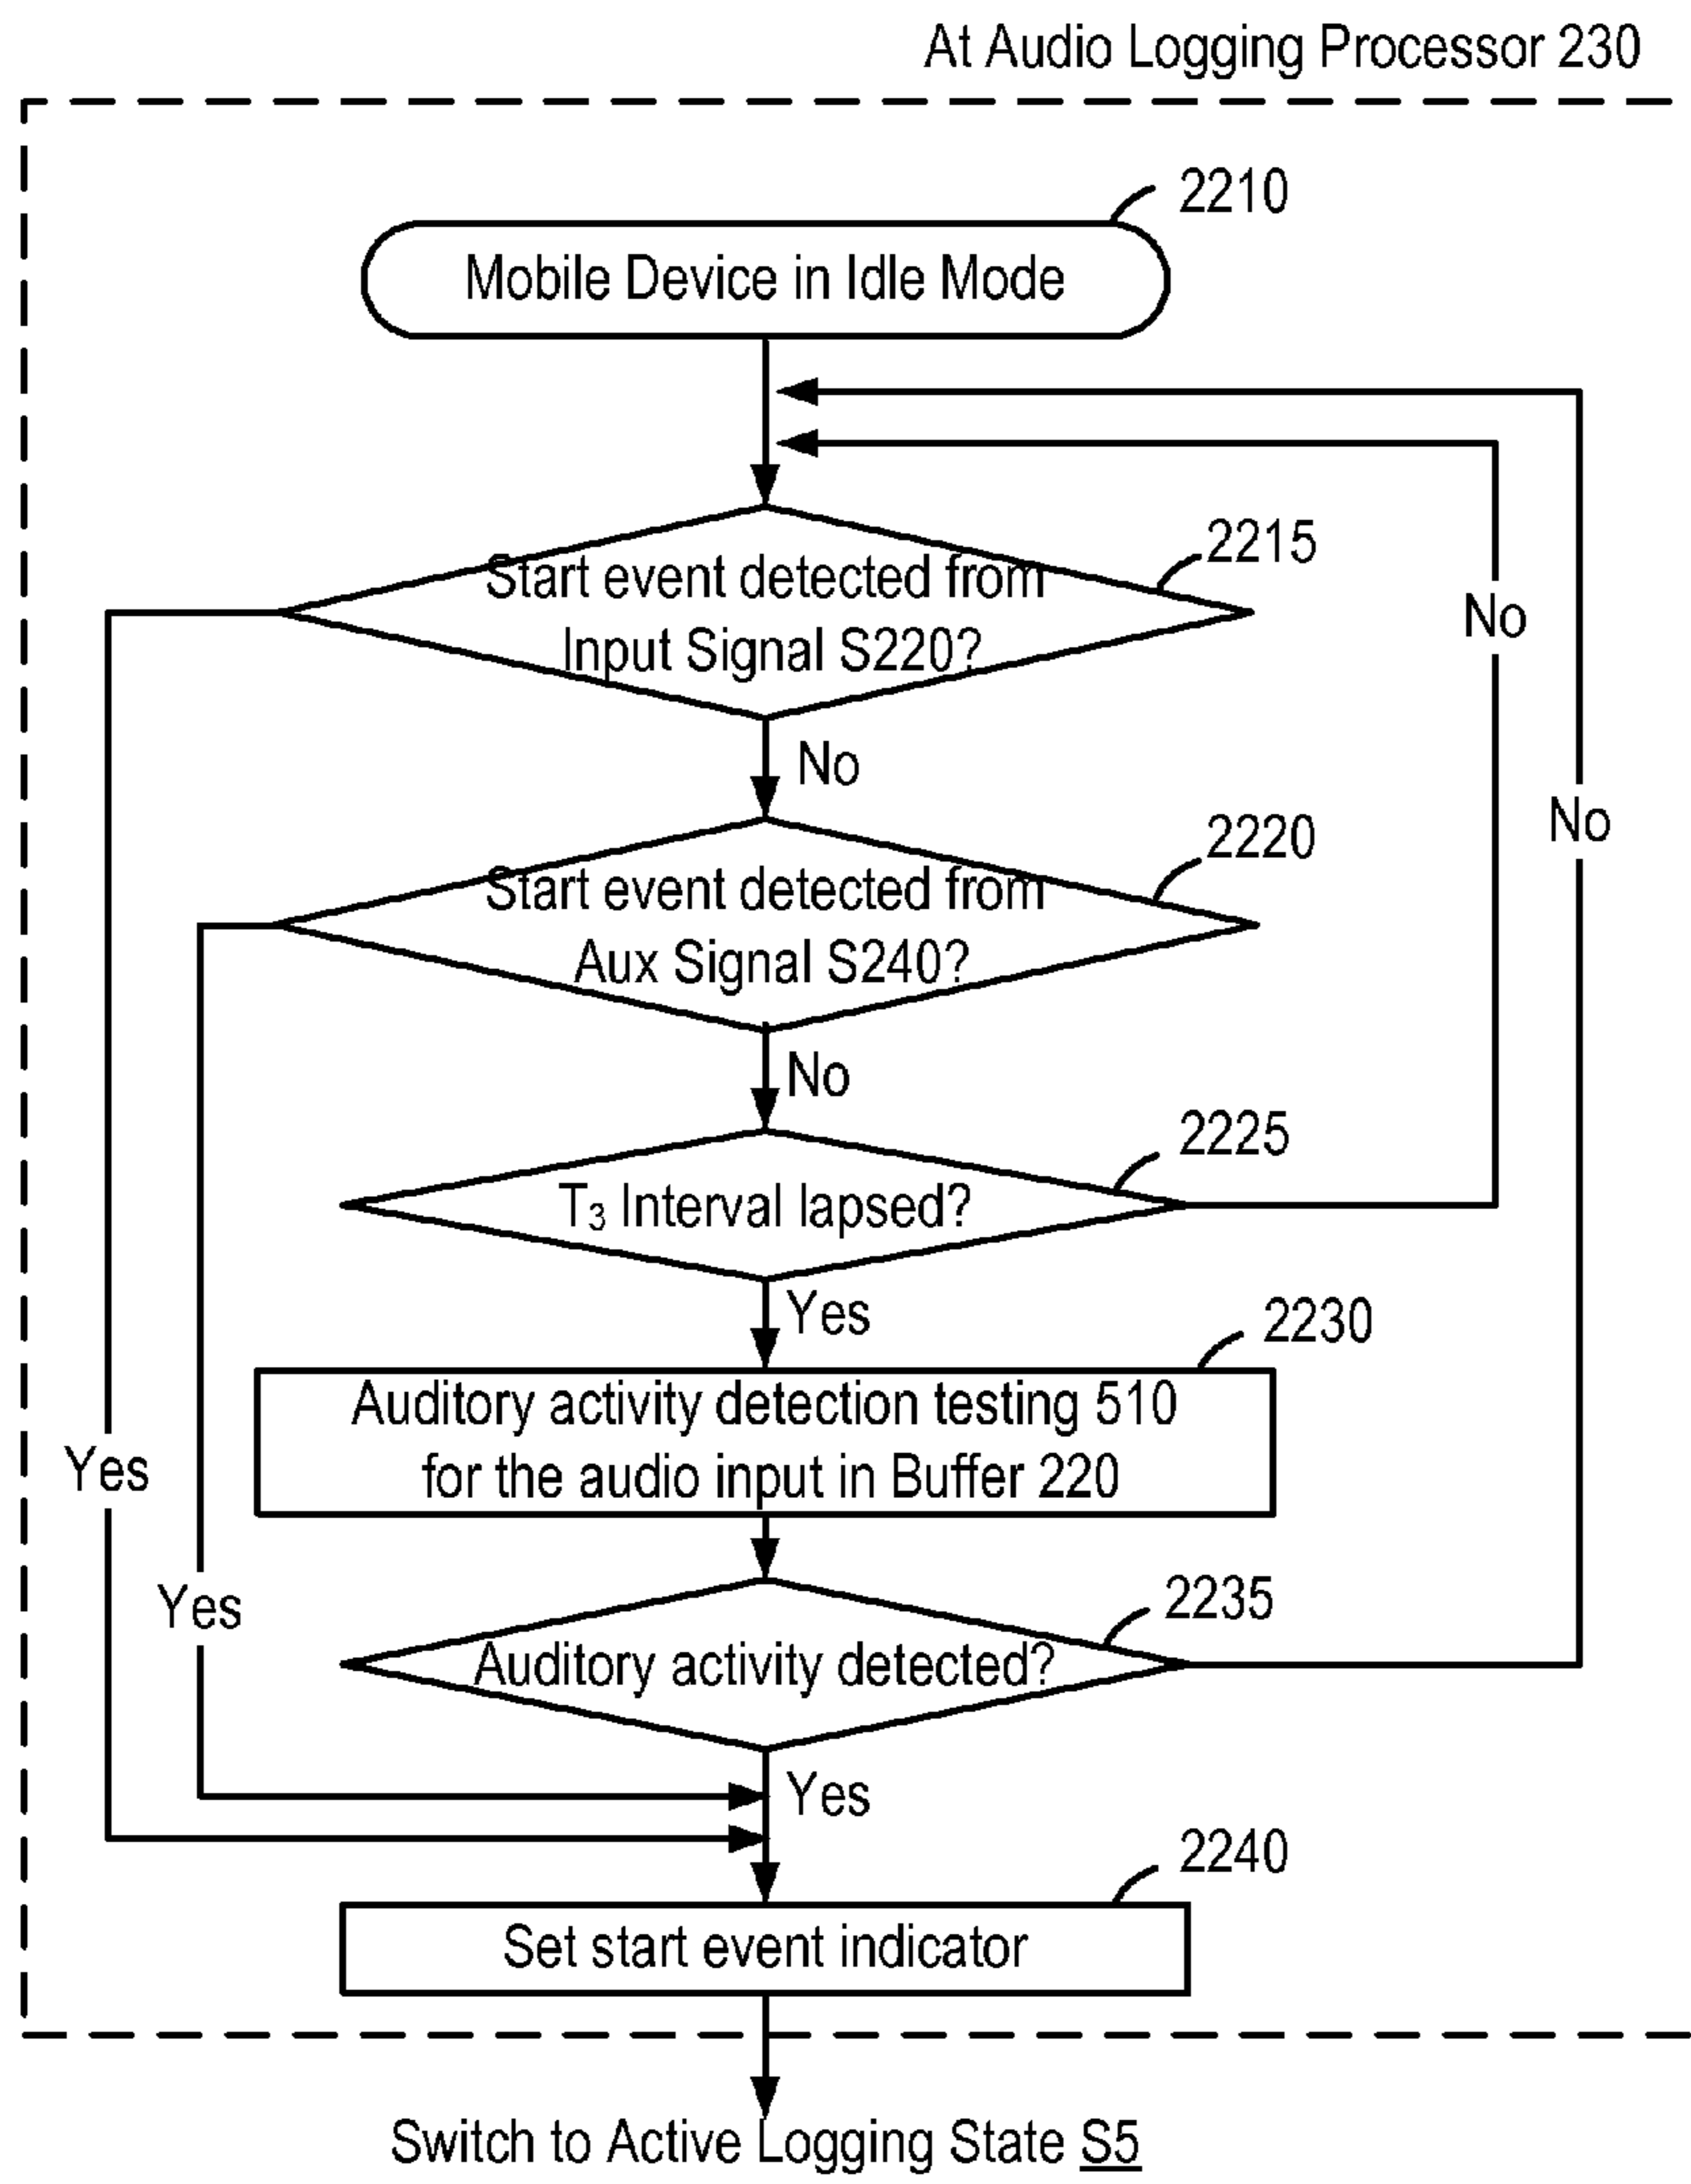 At Audio Logging Processor 230
2210
Mobile Device in Idle Mode
2215
Start event detected from
Input Signal S220?
No
No
2220
Start event detected from
Aux Signal S240?
No
No
2225
T₃ Interval lapsed?
Yes
2230
Auditory activity detection testing 510
for the audio input in Buffer 220
Yes
Yes
2235
Auditory activity detected?
Yes
2240
Set start event indicator
Switch to Active Logging State S5